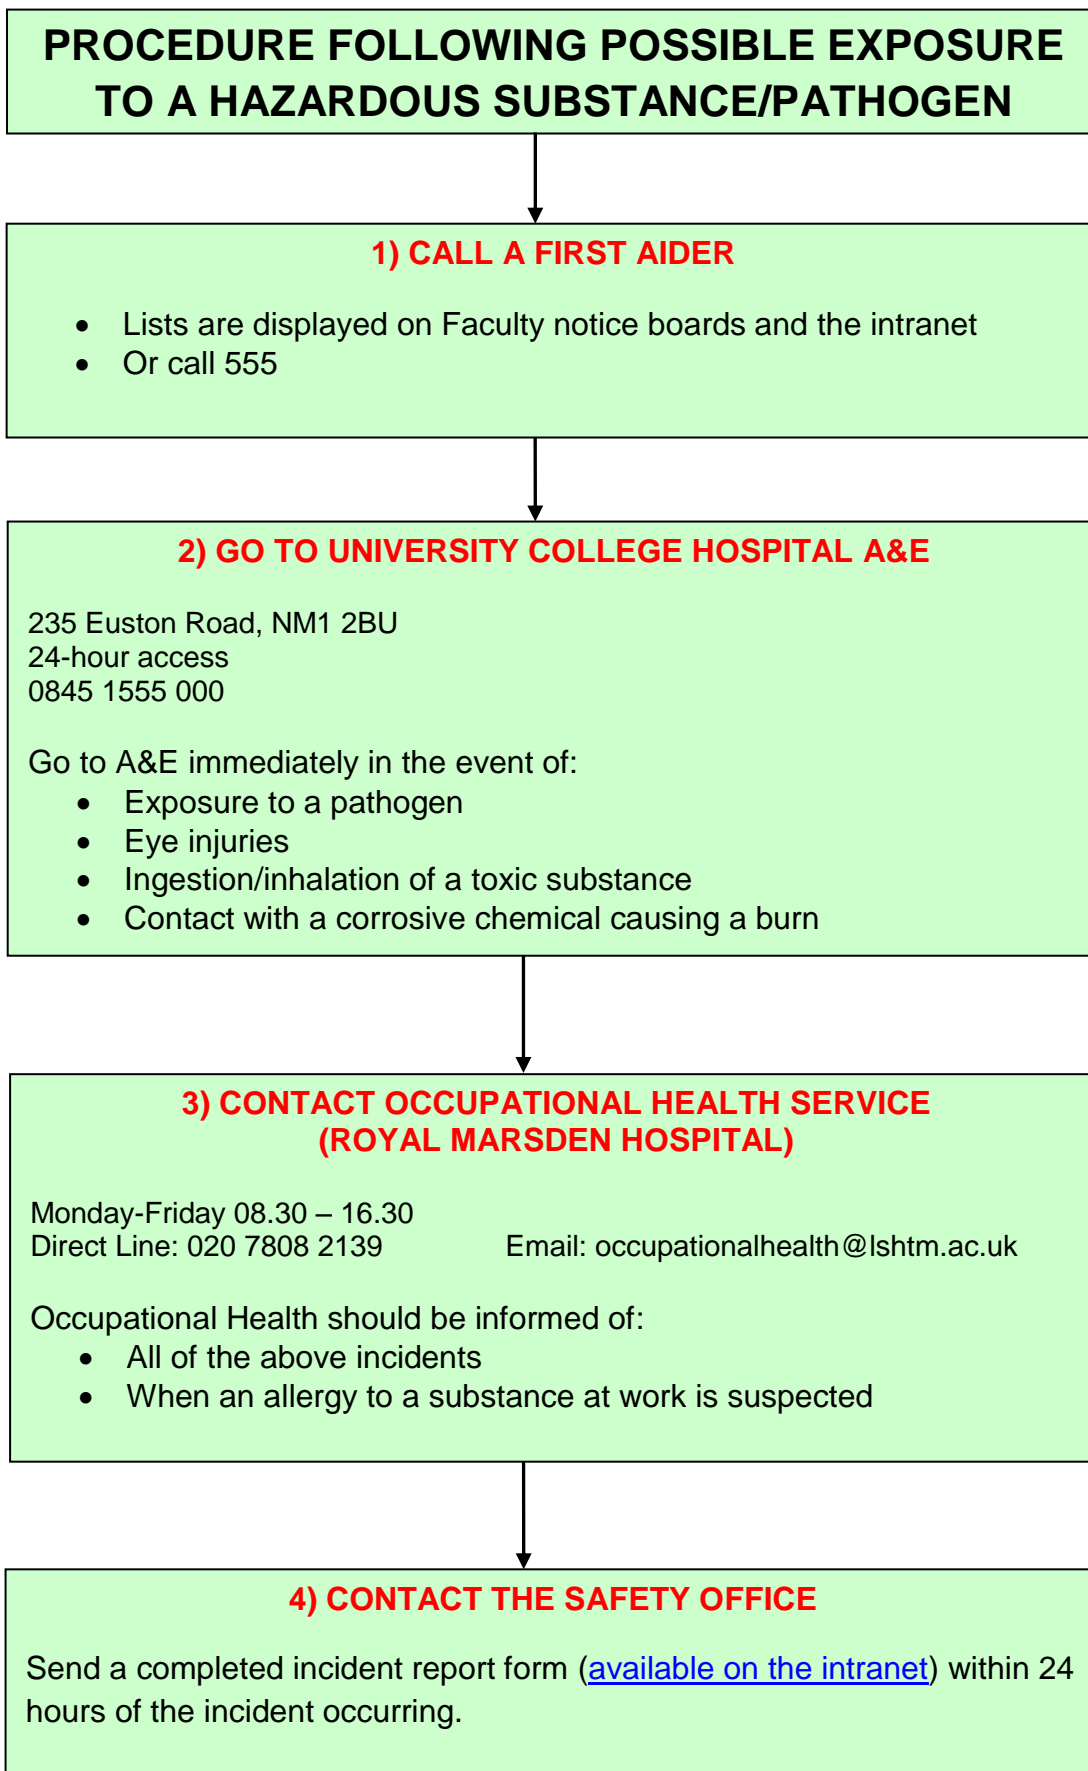 PROCEDURE FOLLOWING POSSIBLE EXPOSURE
TO A HAZARDOUS SUBSTANCE/PATHOGEN
1) CALL A FIRST AIDER
• Lists are displayed on Faculty notice boards and the intranet
• Or call 555
2) GO TO UNIVERSITY COLLEGE HOSPITAL A&E
235 Euston Road, NM1 2BU
24-hour access
0845 1555 000
Go to A&E immediately in the event of:
• Exposure to a pathogen
• Eye injuries
• Ingestion/inhalation of a toxic substance
• Contact with a corrosive chemical causing a burn
3) CONTACT OCCUPATIONAL HEALTH SERVICE
(ROYAL MARSDEN HOSPITAL)
Monday-Friday 08.30 – 16.30
Direct Line: 020 7808 2139 Email: occupationalhealth@lshtm.ac.uk
Occupational Health should be informed of:
• All of the above incidents
• When an allergy to a substance at work is suspected
4) CONTACT THE SAFETY OFFICE
Send a completed incident report form (available on the intranet) within 24
hours of the incident occurring.